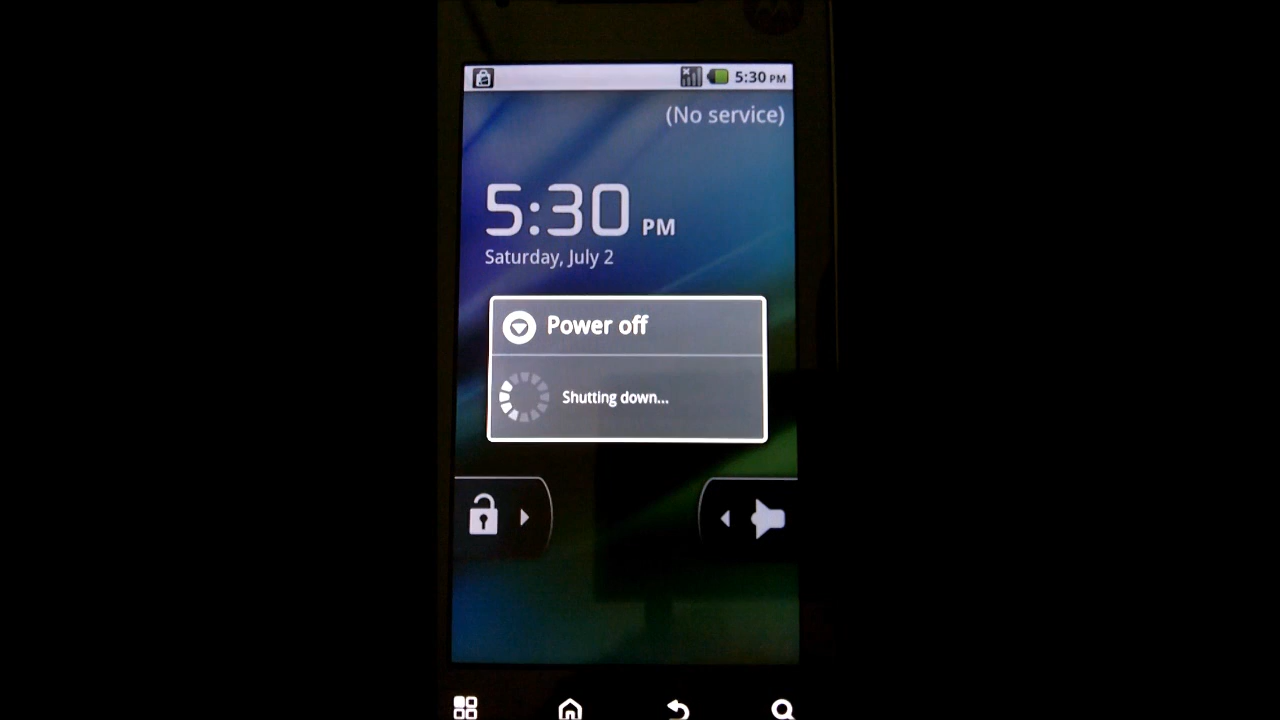 5:30 PM
(No service)
5:30 PM
Saturday, July 2
Power off
Shutting down...